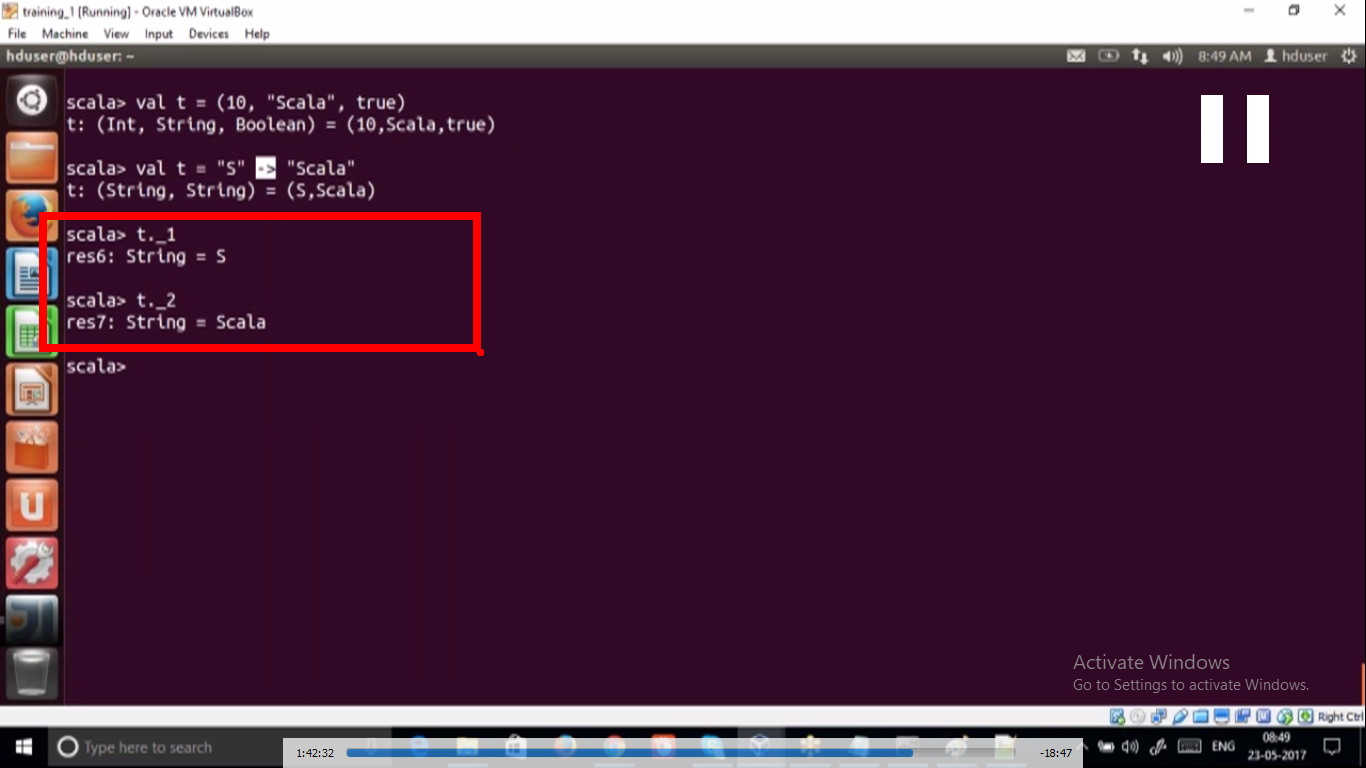 training_1 [Running] - Oracle VM VirtualBox
File Machine View Input Devices Help
hduser@hduser: ~
8:49 AM hduser
scala> val t = (10, "Scala", true)
t: (Int, String, Boolean) = (10,Scala,true)
scala> val t = "S" -> "Scala"
t: (String, String) = (S,Scala)
scala> t._1
res6: String = S
scala> t._2
res7: String = Scala
scala>
Activate Windows
Go to Settings to activate Windows.
Right Ctrl
Type here to search
1:42:32
-18:47
ENG
08:49
23-05-2017